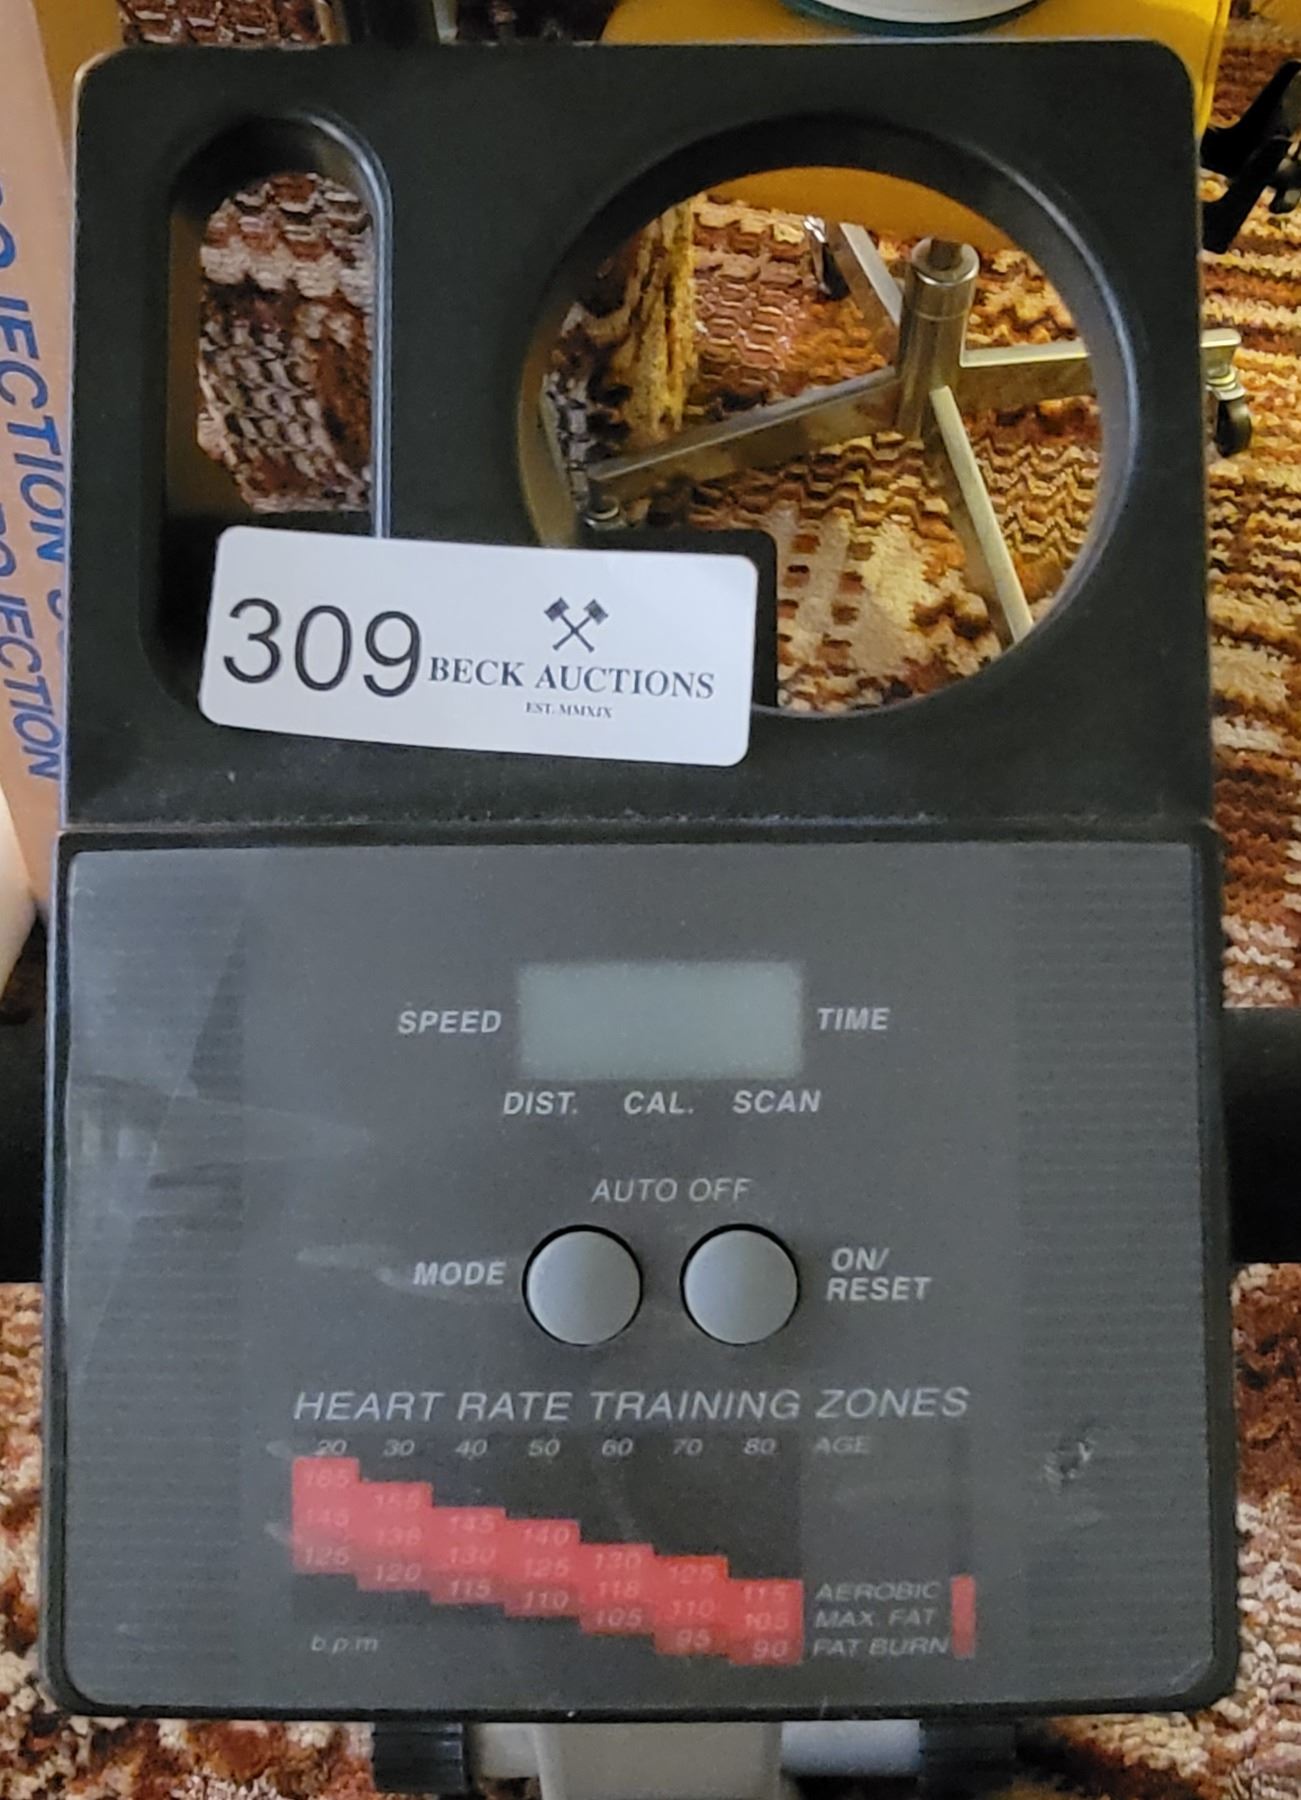 JECTION
JECTION
309
BECK AUCTIONS
EST. MMXIX
SPEED TIME
DIST. CAL. SCAN
AUTO OFF
MODE ON/
RESET
HEART RATE TRAINING ZONES
20 30 40 50 60 70 80 AGE
165 155 145 140 130 125 115 AEROBIC
145 138 130 125 118 110 105 MAX. FAT
125 120 115 110 105 95 90 FAT BURN
b.p.m